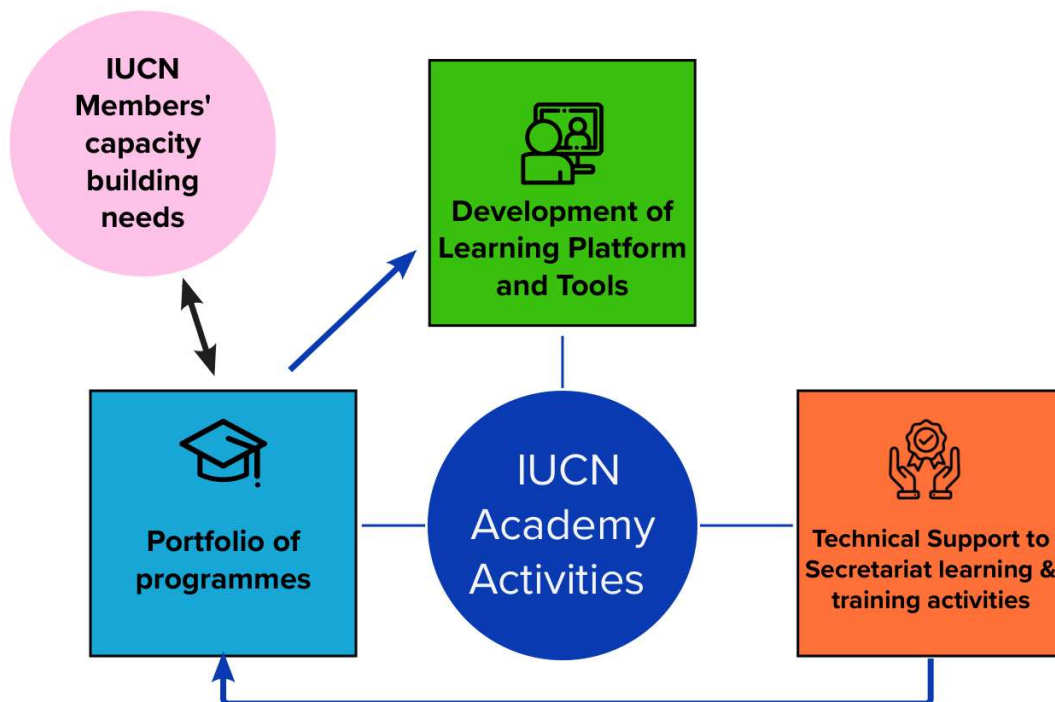 IUCN
Members'
capacity
building
needs
Development of
Learning Platform
and Tools
Portfolio of
programmes
IUCN
Academy
Activities
Technical Support to
Secretariat learning &
training activities